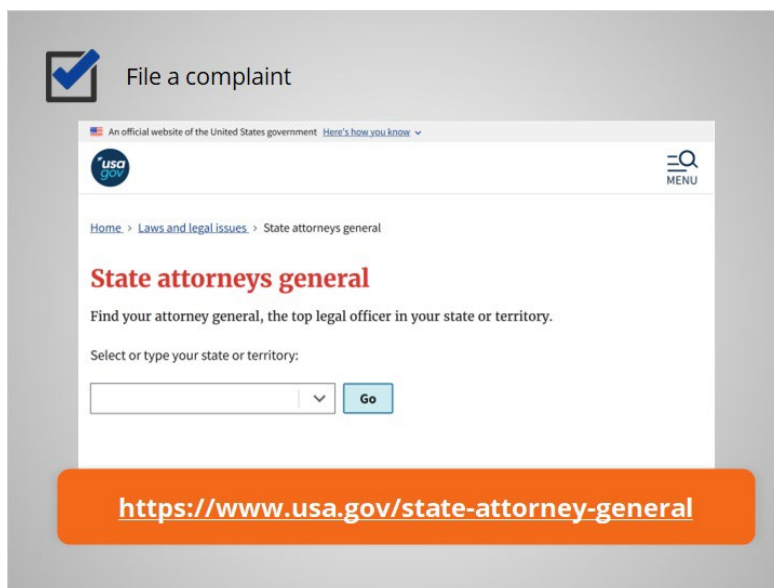 File a complaint
An official website of the United States government Here's how you know
usa
gov
MENU
Home > Laws and legal issues > State attorneys general
State attorneys general
Find your attorney general, the top legal officer in your state or territory.
Select or type your state or territory:
Go
https://www.usa.gov/state-attorney-general